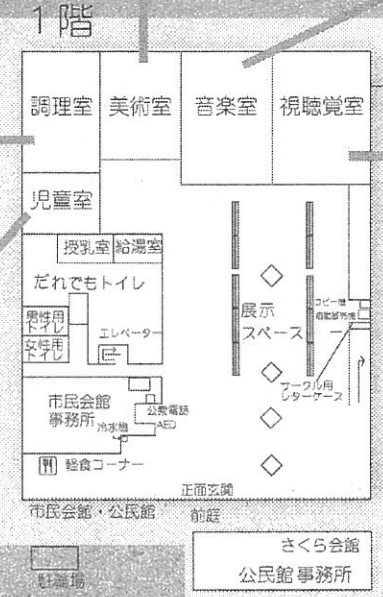 1階
調理室
美術室
音楽室
視聴覚室
児童室
授乳室
給湯室
だれでもトイレ
男性用
トイレ
女性用
トイレ
エレベーター
展示
スペース
コピー機
サークル用
レターケース
市民会館
事務所
公衆電話
AED
冷水機
軽食コーナー
正面玄関
市民会館・公民館
前庭
さくら会館
公民館事務所
駐輪場